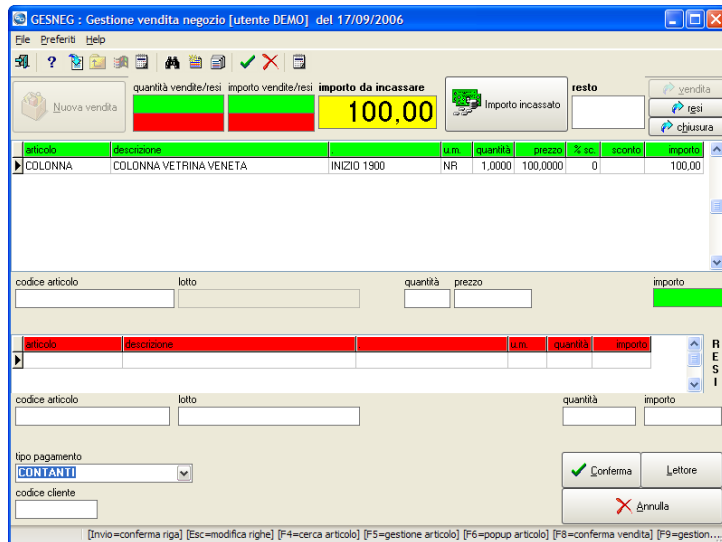 GESNEG : Gestione vendita negozio [utente DEMO] del 17/09/2006
File Preferiti Help
Nuova vendita
quantità vendite/resi importo vendite/resi importo da incassare
100,00
Importo incassato
resto
vendita
resi
chiusura
articolo descrizione . u.m. quantità prezzo % sc. sconto importo
COLONNA COLONNA VETRINA VENETA INIZIO 1900 NR 1,0000 100,0000 0 100,00
codice articolo lotto quantità prezzo importo
articolo descrizione . u.m. quantità importo
RESI
codice articolo lotto quantità importo
tipo pagamento
CONTANTI
Conferma Lettore
codice cliente
Annulla
[Invio=conferma riga] [Esc=modifica righe] [F4=cerca articolo] [F5=gestione articolo] [F6=popup articolo] [F8=conferma vendita] [F9=gestion...